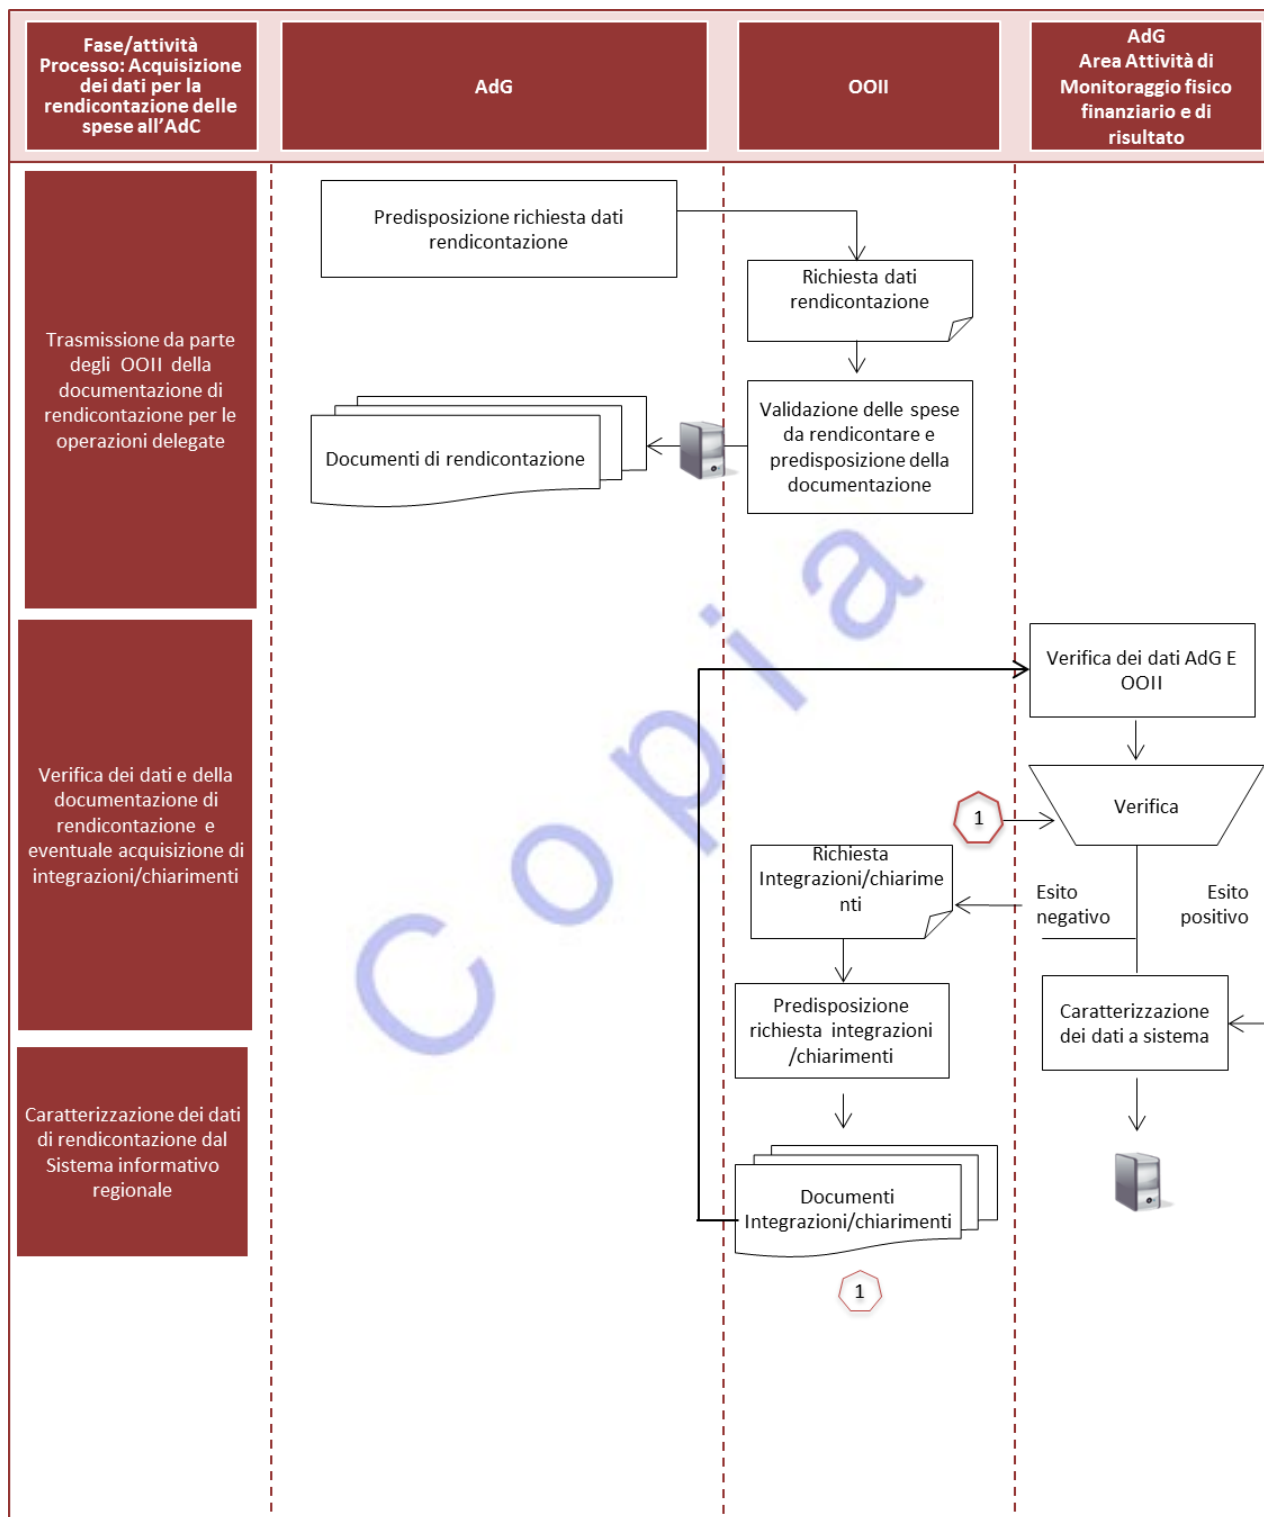 Fase/attività
Processo: Acquisizione
dei dati per la
rendicontazione delle
spese all'AdC
AdG
OOII
AdG
Area Attività di
Monitoraggio fisico
finanziario e di
risultato
Trasmissione da parte
degli OOII della
documentazione di
rendicontazione per le
operazioni delegate
Predisposizione richiesta dati
rendicontazione
Richiesta dati
rendicontazione
Validazione delle spese
da rendicontare e
predisposizione della
documentazione
Documenti di rendicontazione
Verifica dei dati e della
documentazione di
rendicontazione e
eventuale acquisizione di
integrazioni/chiarimenti
Verifica dei dati AdG E
OOII
Verifica
1
Richiesta
Integrazioni/chiarime
nti
Esito
negativo
Esito
positivo
Predisposizione
richiesta integrazioni
/chiarimenti
Caratterizzazione
dei dati a sistema
Caratterizzazione dei dati
di rendicontazione dal
Sistema informativo
regionale
Documenti
Integrazioni/chiarimenti
1
Copia